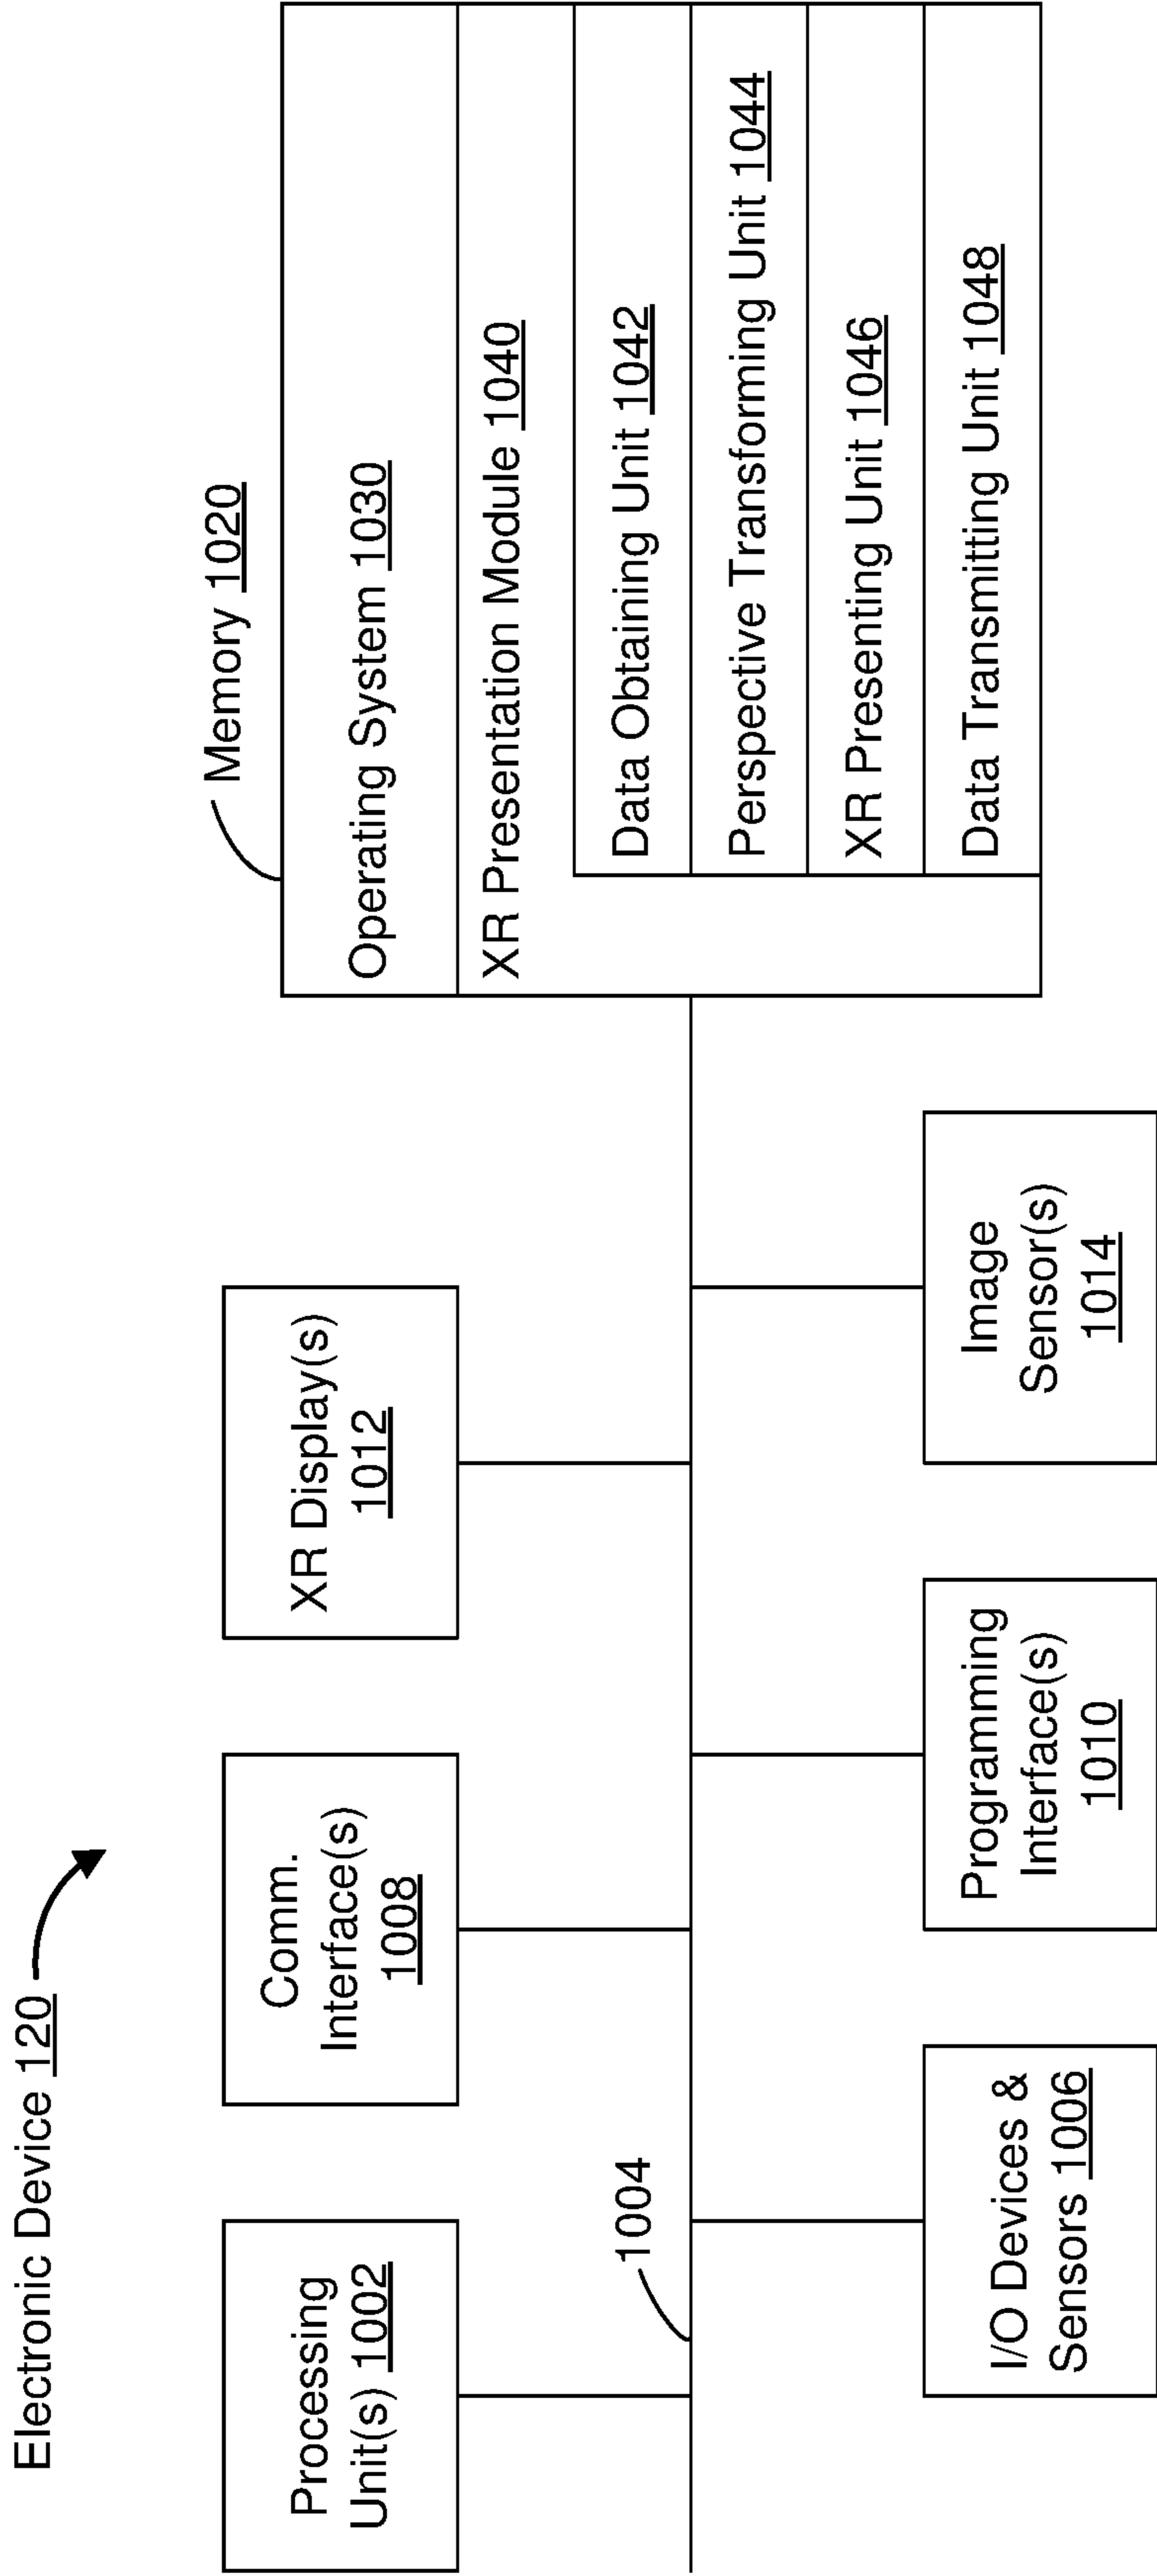 Electronic Device 120
Processing
Unit(s) 1002
Comm.
Interface(s)
1008
XR Display(s)
1012
Memory 1020
Operating System 1030
XR Presentation Module 1040
Data Obtaining Unit 1042
Perspective Transforming Unit 1044
XR Presenting Unit 1046
Data Transmitting Unit 1048
1004
I/O Devices &
Sensors 1006
Programming
Interface(s)
1010
Image
Sensor(s)
1014